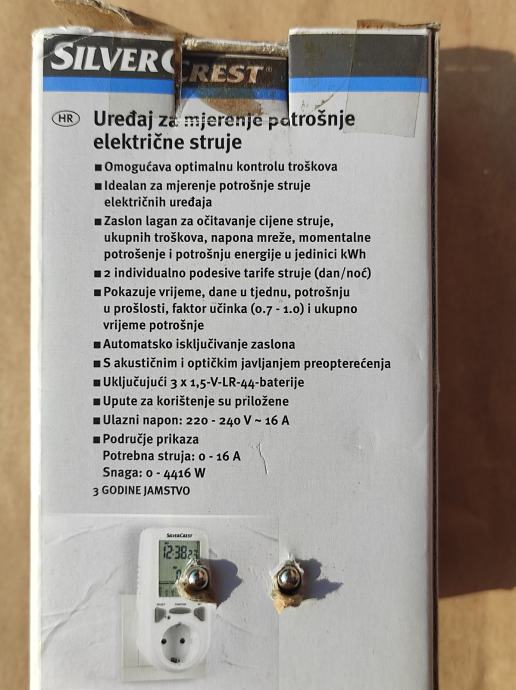 SILVERCREST®
HR
Uređaj za mjerenje potrošnje
električne struje
■ Omogućava optimalnu kontrolu troškova
■ Idealan za mjerenje potrošnje struje
električnih uređaja
■ Zaslon lagan za očitavanje cijene struje,
ukupnih troškova, napona mreže, momentalne
potrošenje i potrošnju energije u jedinici kWh
■ 2 individualno podesive tarife struje (dan/noć)
■ Pokazuje vrijeme, dane u tjednu, potrošnju
u prošlosti, faktor učinka (0.7 - 1.0) i ukupno
vrijeme potrošnje
■ Automatsko isključivanje zaslona
■ S akustičnim i optičkim javljanjem preopterećenja
■ Uključujući 3 x 1,5-V-LR-44-baterije
■ Upute za korištenje su priložene
■ Ulazni napon: 220 - 240 V ~ 16 A
■ Područje prikaza
Potrebna struja: 0 - 16 A
Snaga: 0 - 4416 W
3 GODINE JAMSTVO
SILVERCREST
12:38